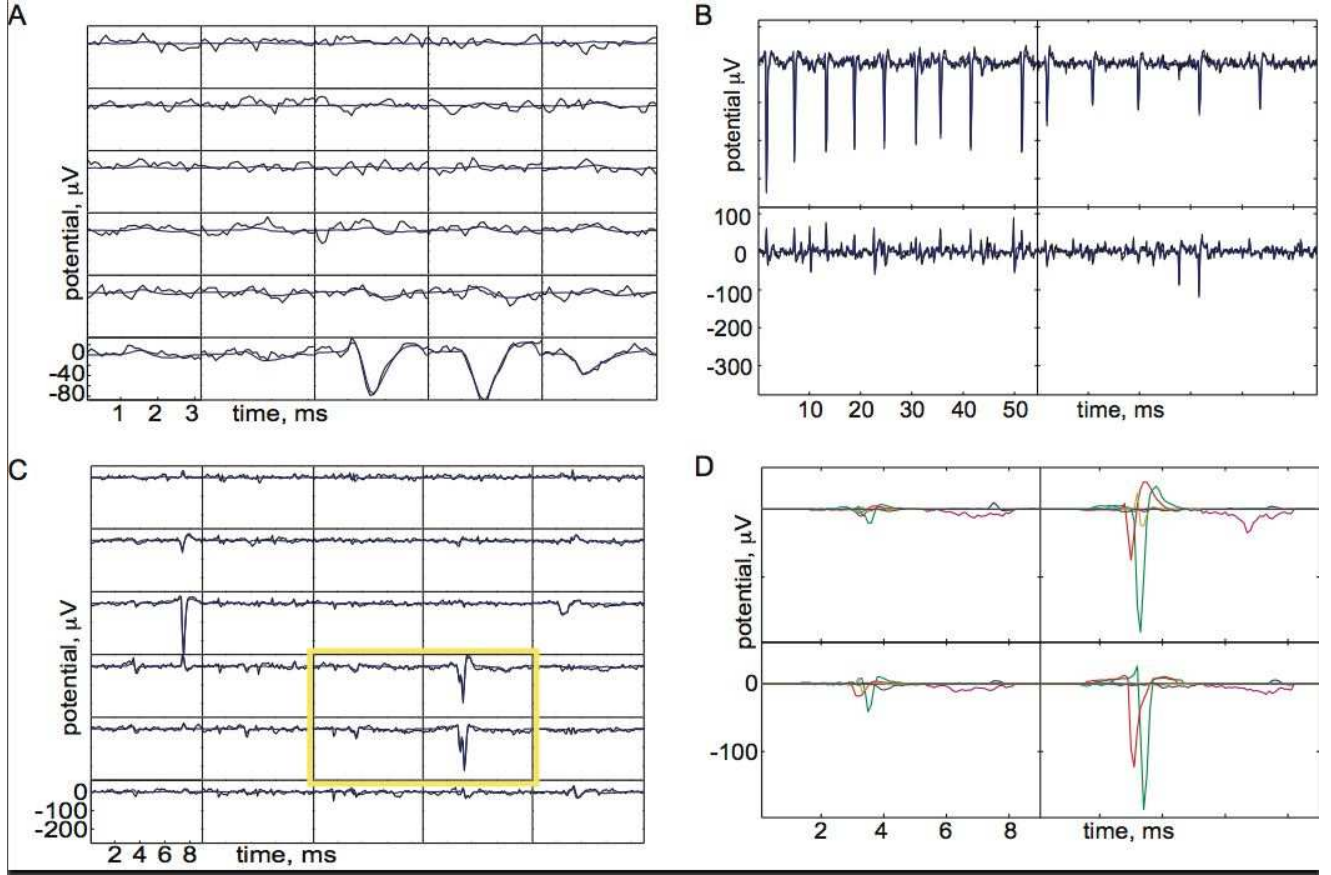 A
potential, μV
0
-40
-80
1 2 3 time, ms
B
potential μV
100
0
-100
-200
-300
10 20 30 40 50 time, ms
C
potential, μV
0
-100
-200
2 4 6 8 time, ms
D
potential, μV
0
-100
2 4 6 8 time, ms